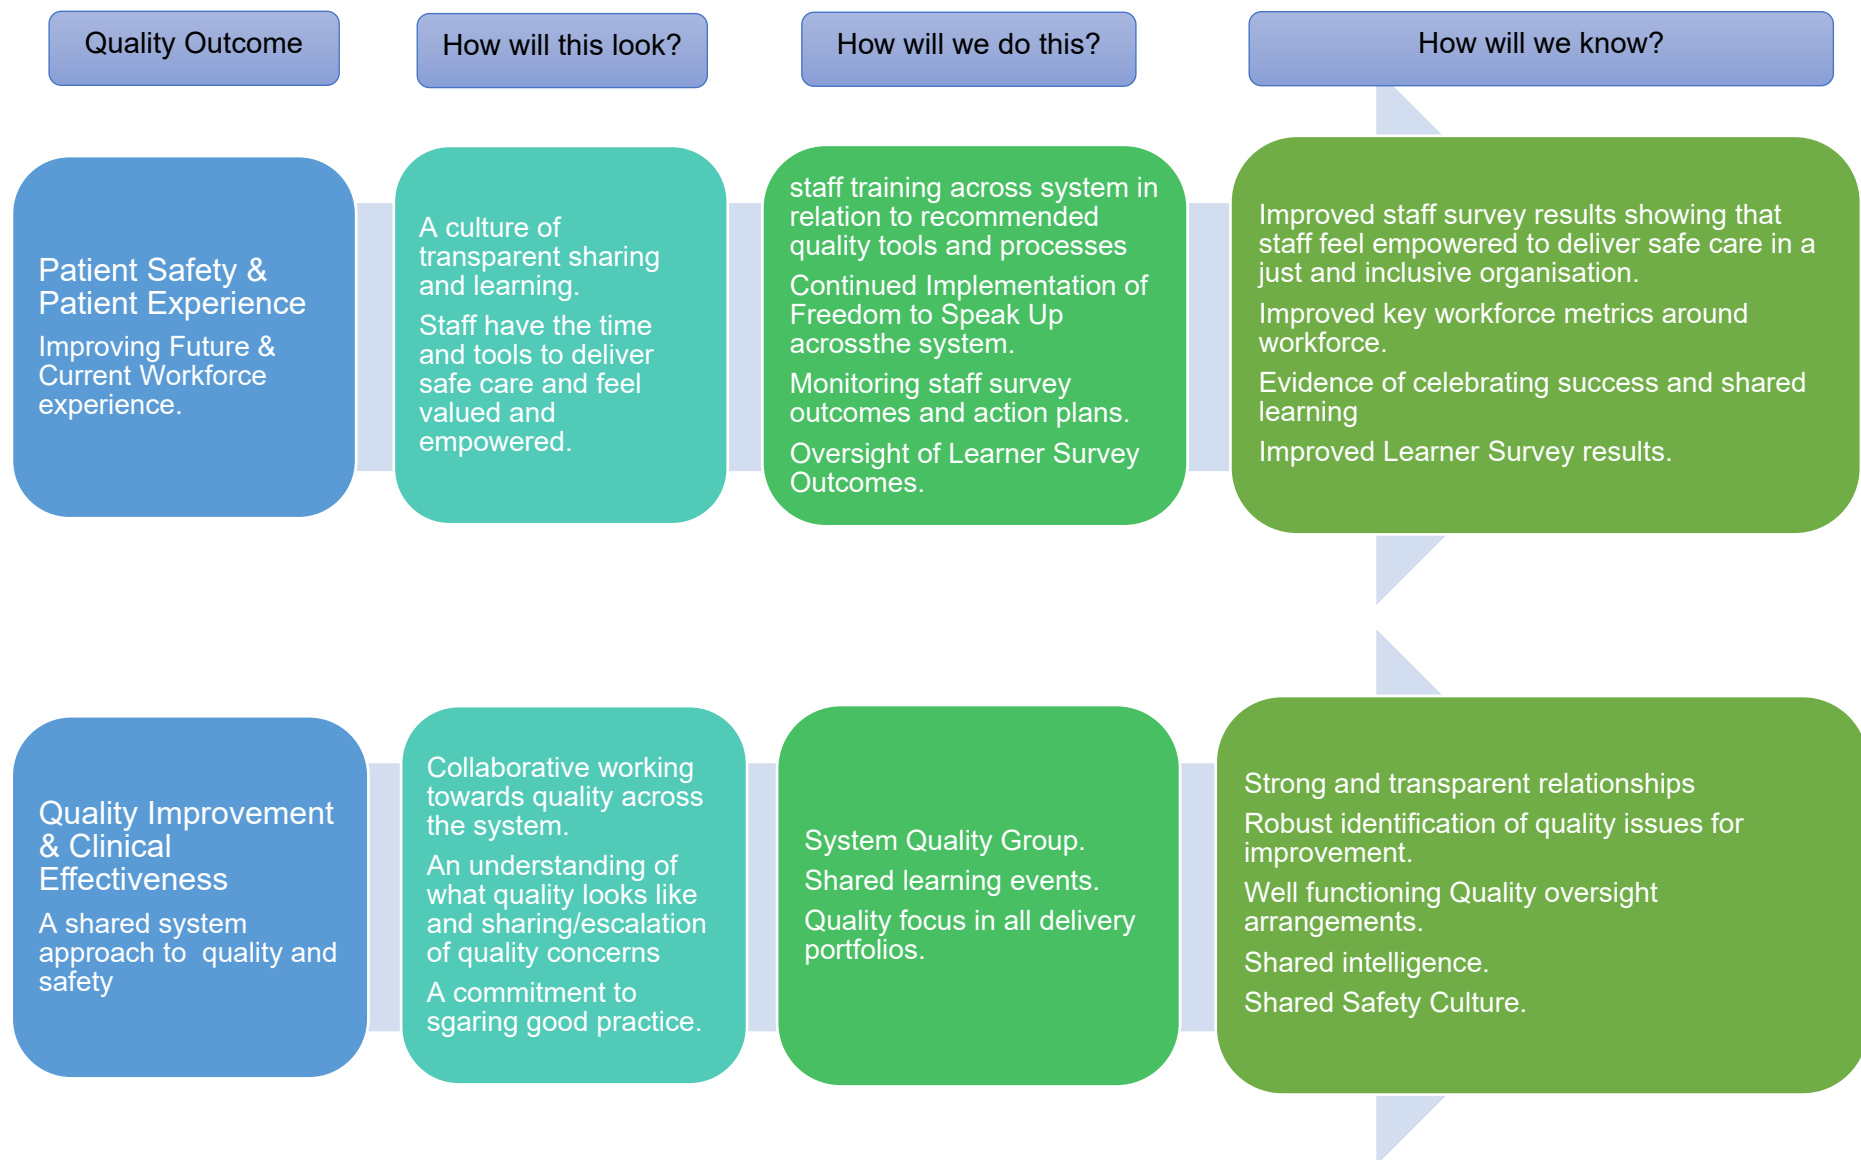 Quality Outcome
How will this look?
How will we do this?
How will we know?
Patient Safety &
Patient Experience
Improving Future &
Current Workforce
experience.
A culture of
transparent sharing
and learning.
Staff have the time
and tools to deliver
safe care and feel
valued and
empowered.
staff training across system in
relation to recommended
quality tools and processes
Continued Implementation of
Freedom to Speak Up
acrossthe system.
Monitoring staff survey
outcomes and action plans.
Oversight of Learner Survey
Outcomes.
Improved staff survey results showing that
staff feel empowered to deliver safe care in a
just and inclusive organisation.
Improved key workforce metrics around
workforce.
Evidence of celebrating success and shared
learning
Improved Learner Survey results.
Quality Improvement
& Clinical
Effectiveness
A shared system
approach to  quality and
safety
Collaborative working
towards quality across
the system.
An understanding of
what quality looks like
and sharing/escalation
of quality concerns
A commitment to
sgaring good practice.
System Quality Group.
Shared learning events.
Quality focus in all delivery
portfolios.
Strong and transparent relationships
Robust identification of quality issues for
improvement.
Well functioning Quality oversight
arrangements.
Shared intelligence.
Shared Safety Culture.